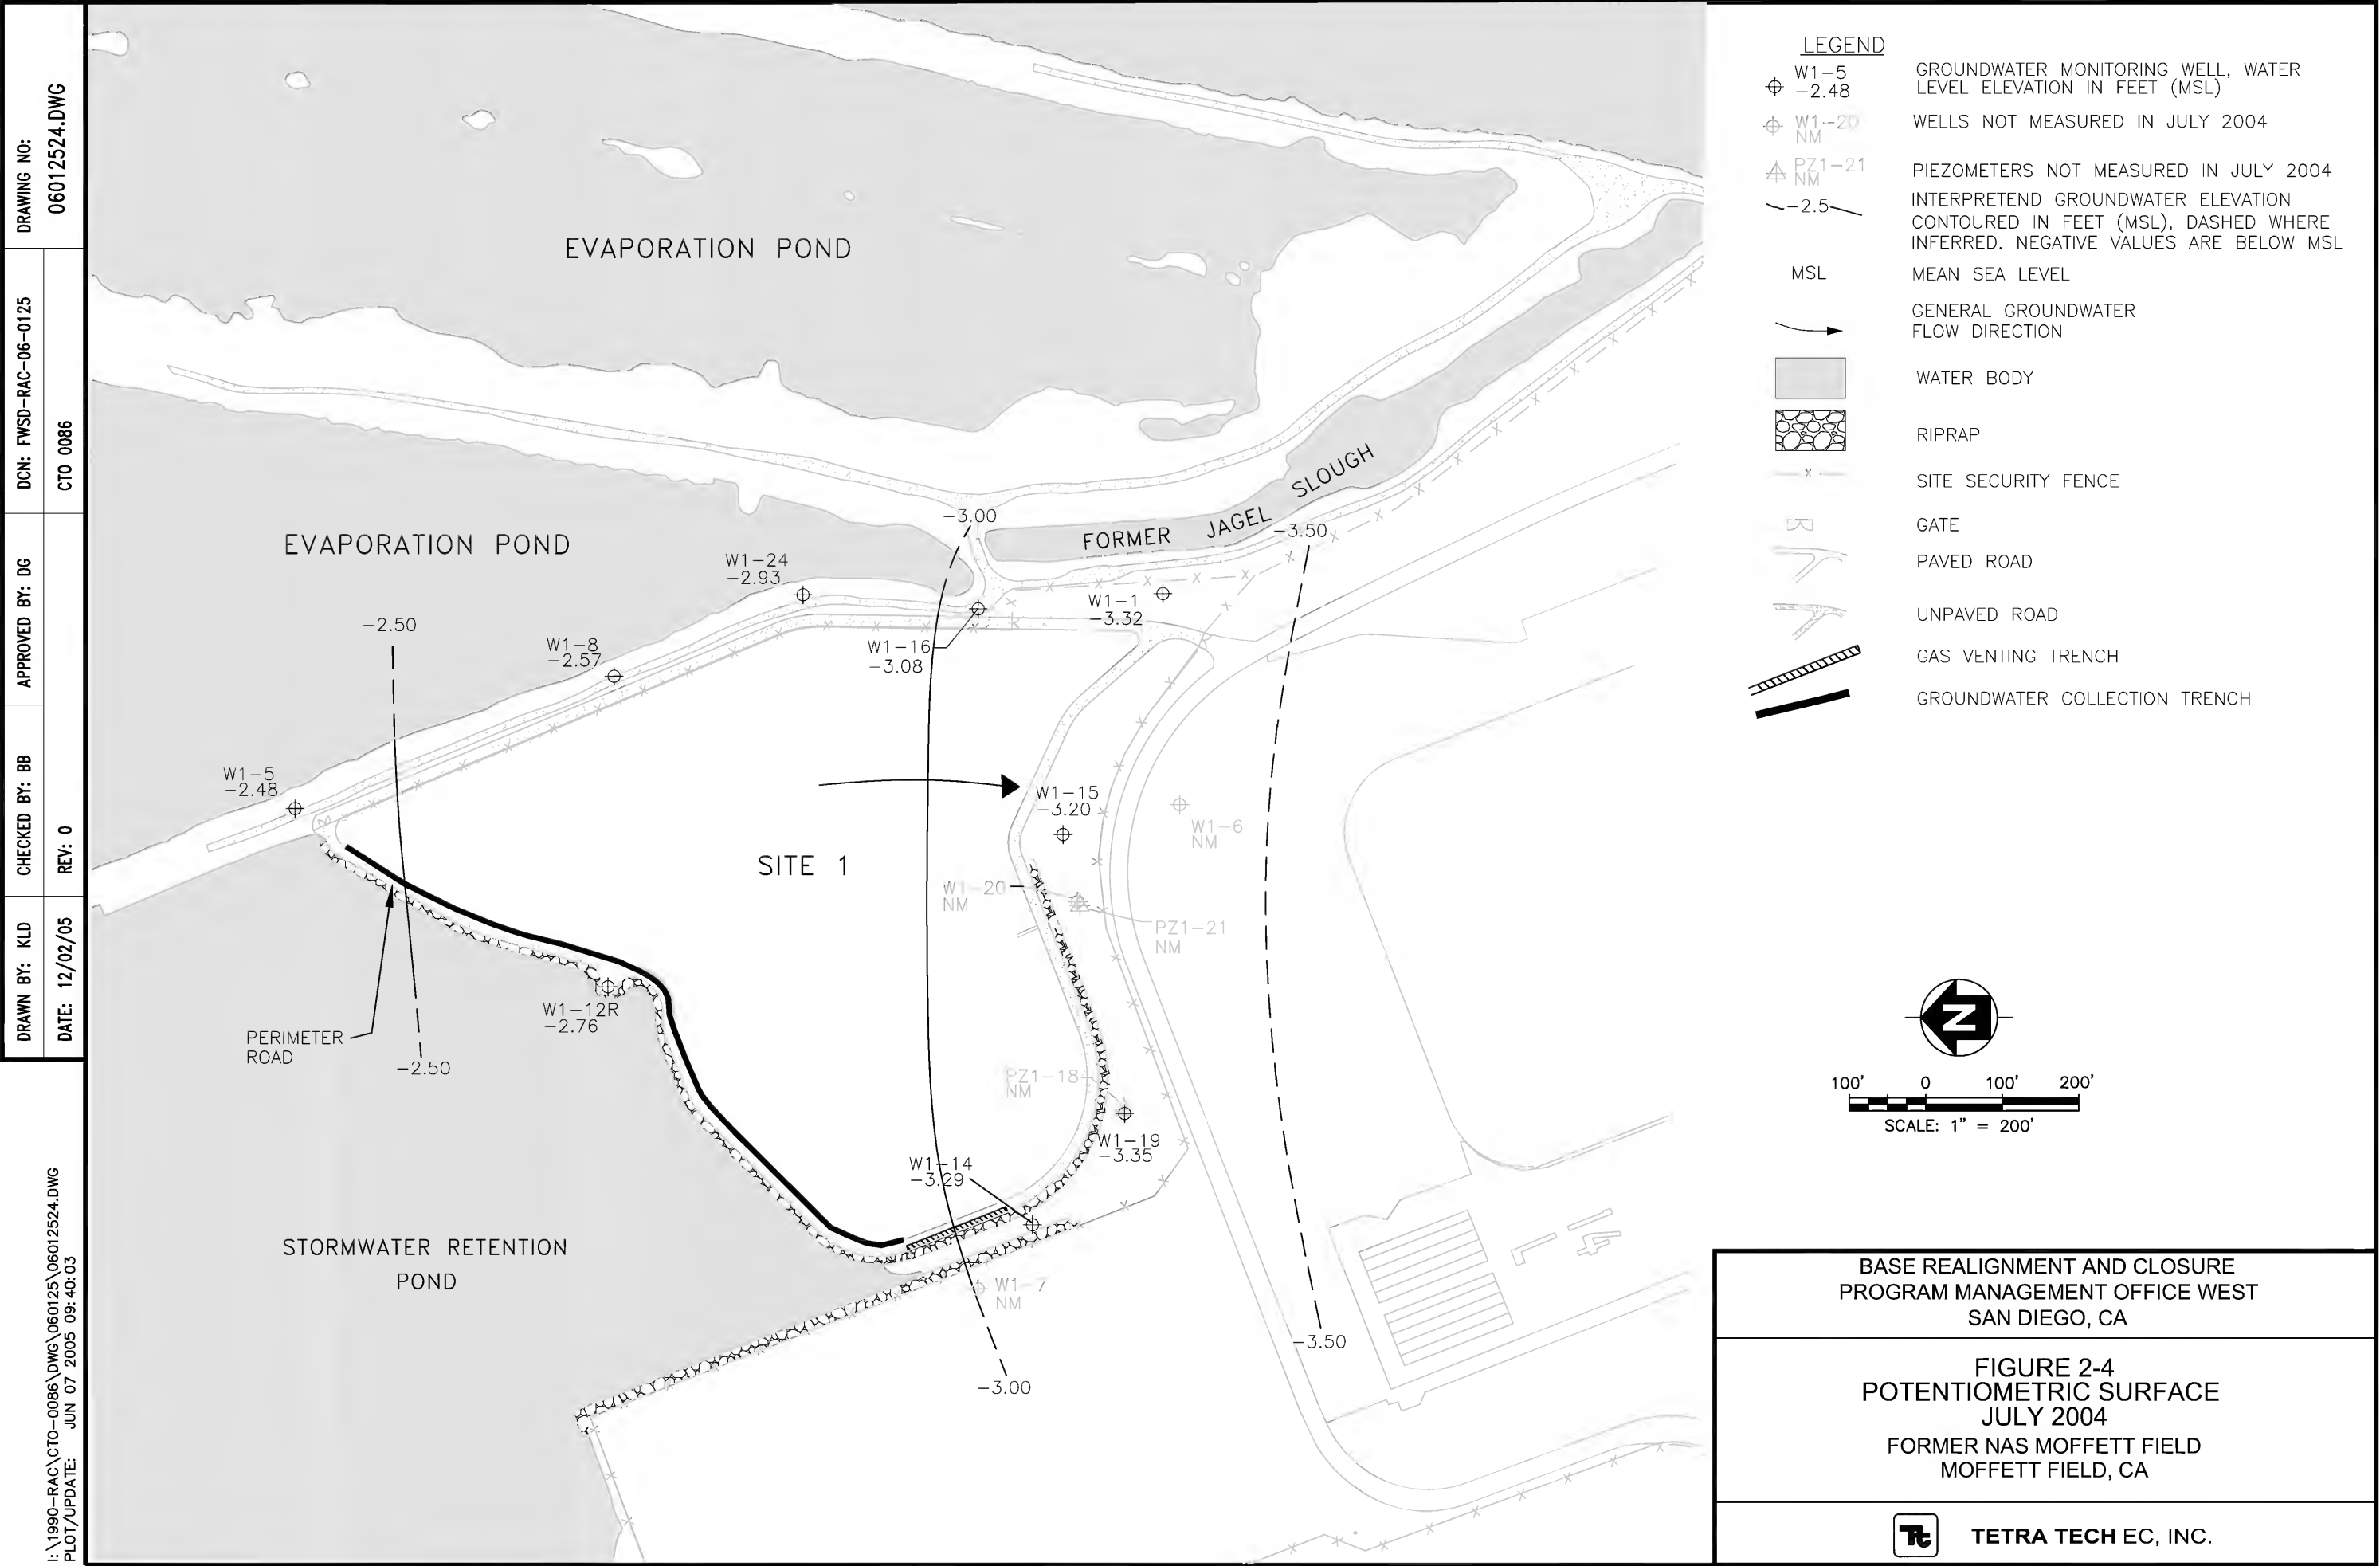 DRAWING NO:
06012524.DWG
DCN: FWSD-RAC-06-0125
CTO 0086
APPROVED BY: DG
CHECKED BY: BB
REV: 0
DRAWN BY: KLD
DATE: 12/02/05
I:\1990-RAC\CTO-0086\DWG\060125\06012524.DWG
PLOT/UPDATE: JUN 07 2005 09:40:03
EVAPORATION POND
EVAPORATION POND
FORMER JAGEL SLOUGH
-3.00
-3.50
W1-24
-2.93
W1-1
-3.32
-2.50
W1-8
-2.57
W1-16
-3.08
W1-5
-2.48
W1-15
-3.20
W1-6
NM
SITE 1
W1-20
NM
PZ1-21
NM
W1-12R
-2.76
PERIMETER
ROAD
-2.50
PZ1-18
NM
W1-19
-3.35
W1-14
-3.29
STORMWATER RETENTION
POND
W1-7
NM
-3.50
-3.00
14
L
LEGEND
W1-5
-2.48
GROUNDWATER MONITORING WELL, WATER
LEVEL ELEVATION IN FEET (MSL)
W1-20
NM
WELLS NOT MEASURED IN JULY 2004
PZ1-21
NM
PIEZOMETERS NOT MEASURED IN JULY 2004
-2.5
INTERPRETEND GROUNDWATER ELEVATION
CONTOURED IN FEET (MSL), DASHED WHERE
INFERRED. NEGATIVE VALUES ARE BELOW MSL
MSL
MEAN SEA LEVEL
GENERAL GROUNDWATER
FLOW DIRECTION
WATER BODY
RIPRAP
SITE SECURITY FENCE
GATE
PAVED ROAD
UNPAVED ROAD
GAS VENTING TRENCH
GROUNDWATER COLLECTION TRENCH
N
100' 0 100' 200'
SCALE: 1" = 200'
BASE REALIGNMENT AND CLOSURE
PROGRAM MANAGEMENT OFFICE WEST
SAN DIEGO, CA
FIGURE 2-4
POTENTIOMETRIC SURFACE
JULY 2004
FORMER NAS MOFFETT FIELD
MOFFETT FIELD, CA
TETRA TECH EC, INC.